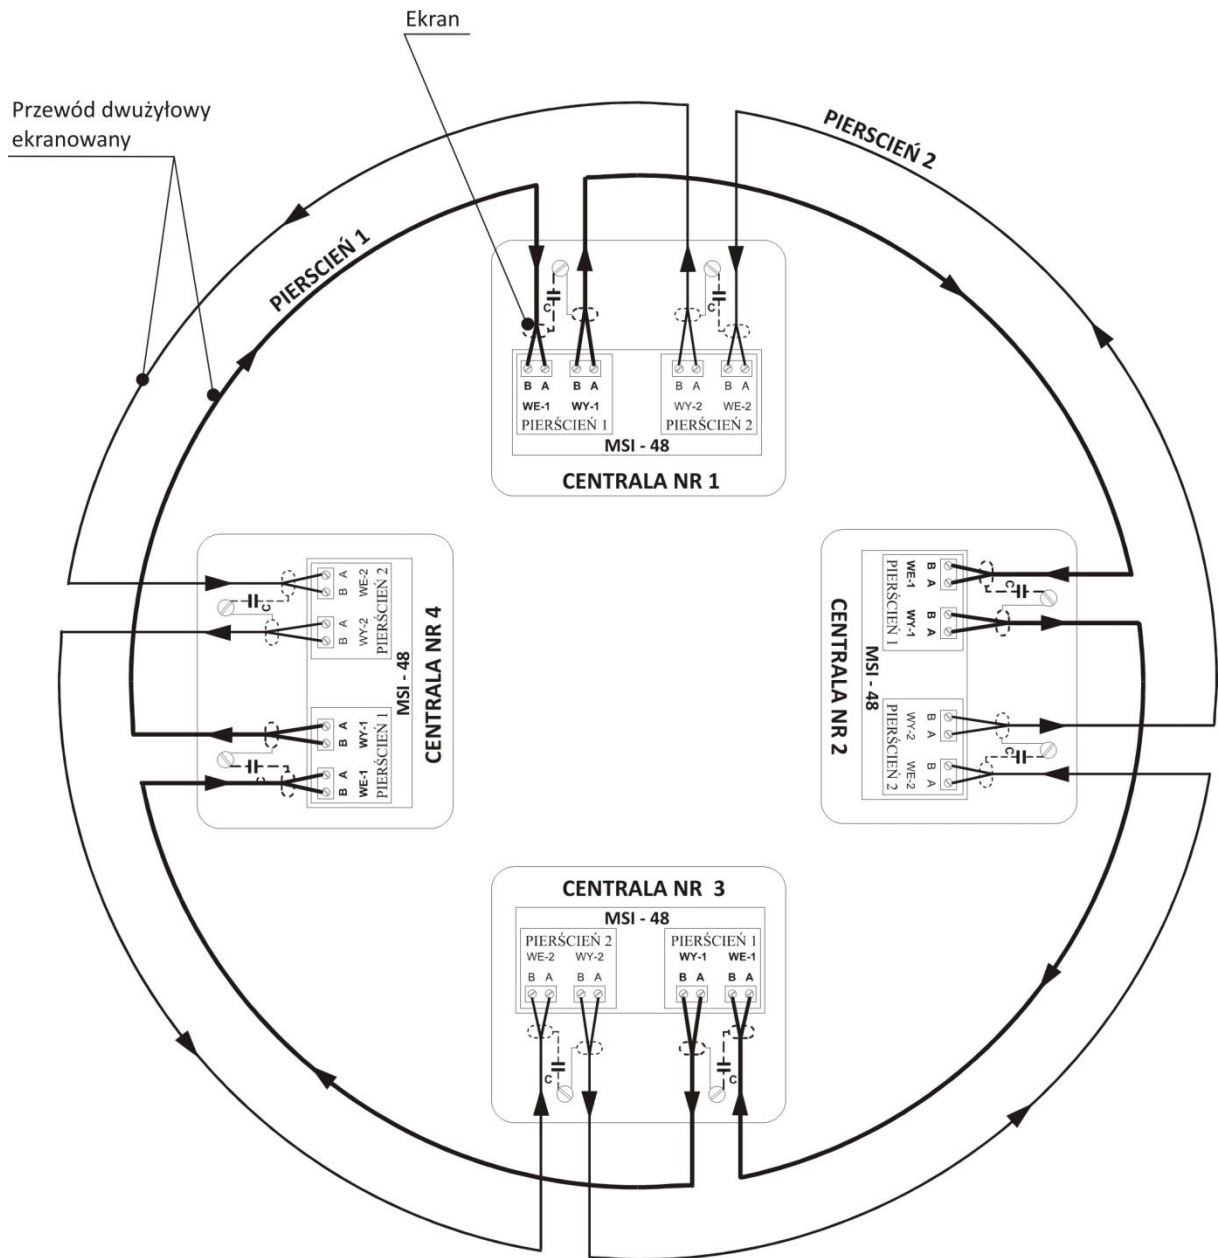 Ekran
Przewód dwużyłowy
ekranowany
PIERSCIEŃ 2
PIERSCIEŃ 1
C
C
B A B A B A B A
WE-1 WY-1 WY-2 WE-2
PIERŚCIEŃ 1 PIERŚCIEŃ 2
MSI - 48
CENTRALA NR 1
C
A
B
WE-2
A
B
WY-2
PIERŚCIEŃ 2
A
B
WY-1
A
B
WE-1
PIERŚCIEŃ 1
C
MSI - 48
CENTRALA NR 4
B
A
WE-1
B
A
WY-1
PIERŚCIEŃ 1
C
B
A
WY-2
B
A
WE-2
PIERŚCIEŃ 2
C
MSI - 48
CENTRALA NR 2
CENTRALA NR 3
MSI - 48
PIERŚCIEŃ 2 PIERŚCIEŃ 1
WE-2 WY-2 WY-1 WE-1
B A B A B A B A
C
C